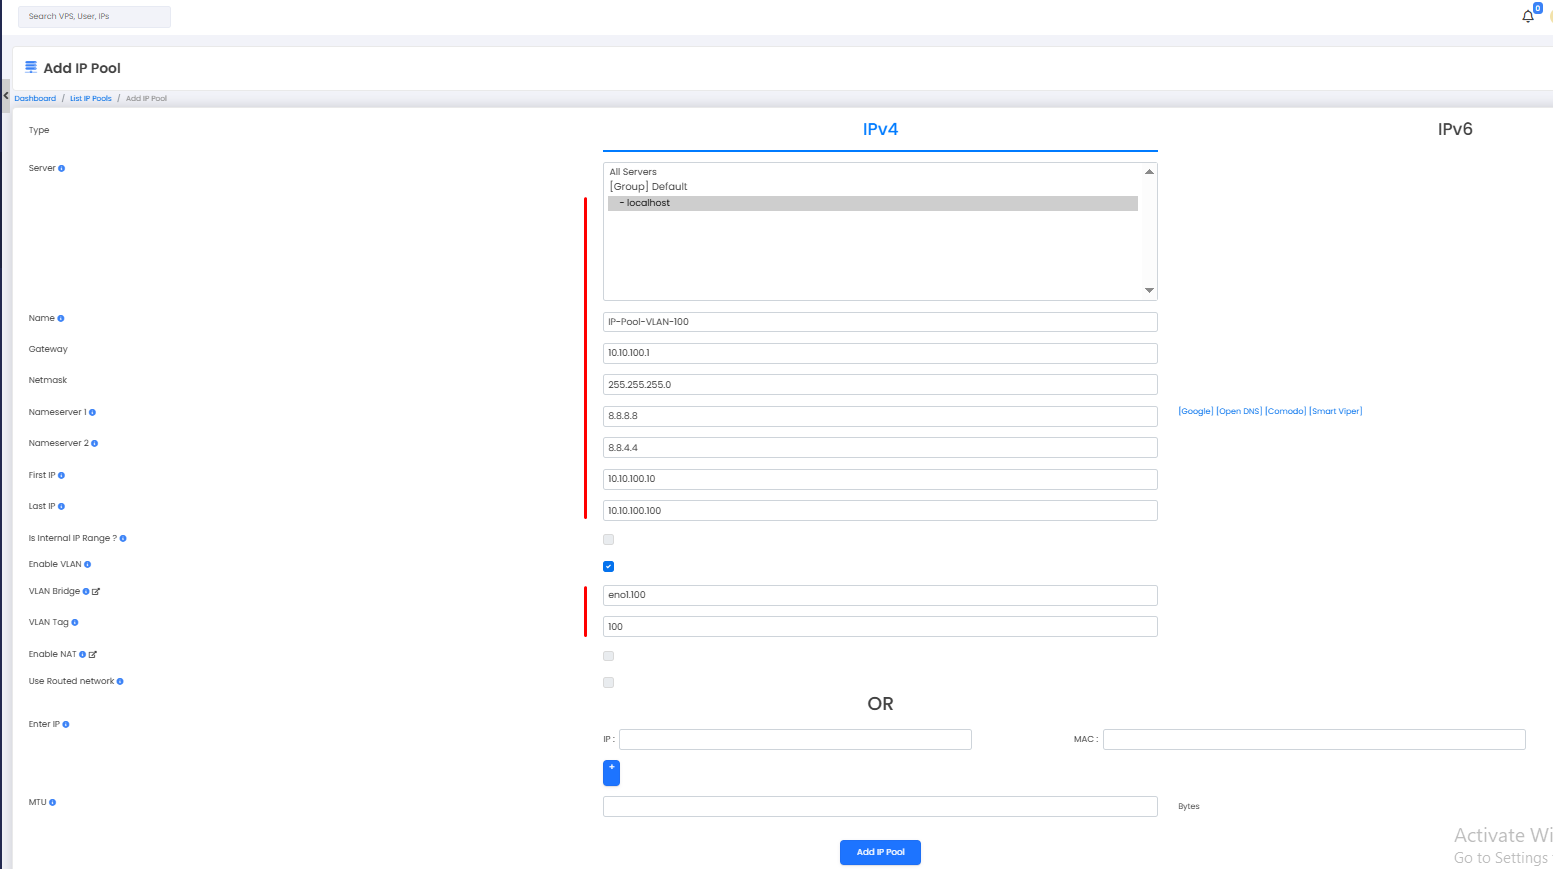 Search VPS, User, IPs
0
Add IP Pool
Dashboard / List IP Pools / Add IP Pool
Type
IPv4
IPv6
Server
All Servers
[Group] Default
- localhost
Name
IP-Pool-VLAN-100
Gateway
10.10.100.1
Netmask
255.255.255.0
Nameserver 1
8.8.8.8
[Google] [Open DNS] [Comodo] [Smart Viper]
Nameserver 2
8.8.4.4
First IP
10.10.100.10
Last IP
10.10.100.100
Is Internal IP Range ?
Enable VLAN
VLAN Bridge
eno1.100
VLAN Tag
100
Enable NAT
Use Routed network
OR
Enter IP
IP :
MAC :
+
MTU
Bytes
Add IP Pool
Activate Wi
Go to Settings